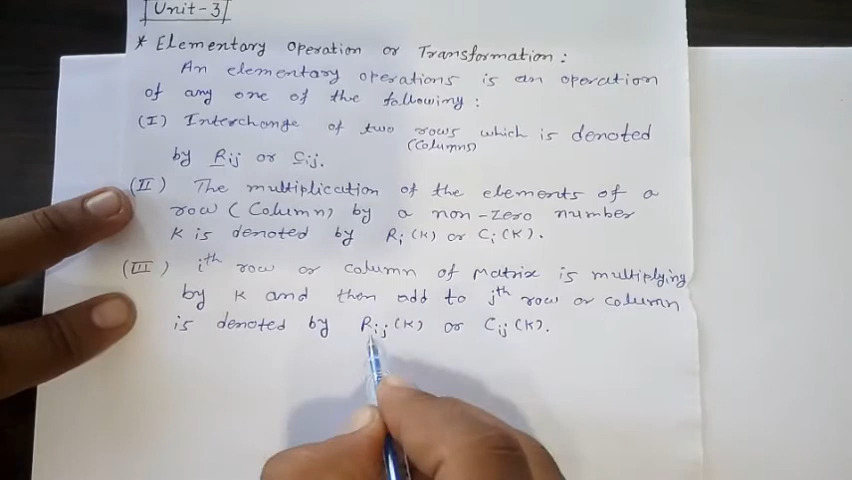 Unit-3
* Elementary Operation or Transformation:
An elementary operations is an operation
of any one of the following:
(I) Interchange of two rows which is denoted
(Columns)
by Rij or Cij.
(II) The multiplication of the elements of a
row (Column) by a non-zero number
K is denoted by Ri(K) or Ci(K).
(III) ith row or column of matrix is multiplying
by K and then add to jth row or column
is denoted by Rij(K) or Cij(K).